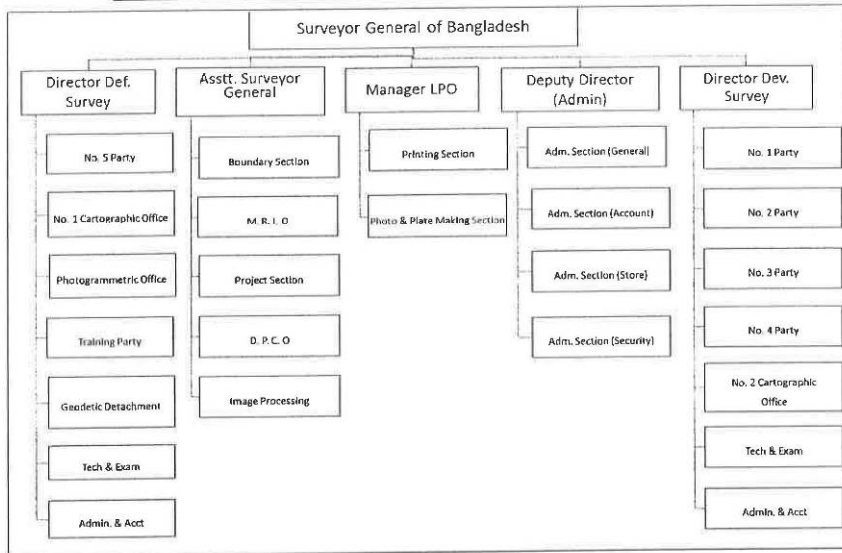 Surveyor General of Bangladesh
Director Def.
Survey
No. 5 Party
No. 1 Cartographic Office
Photogrammetric Office
Training Party
Geodetic Detachment
Tech & Exam
Admin. & Acct
Asstt. Surveyor
General
Boundary Section
M. R. I. O
Project Section
D. P. C. O
Image Processing
Manager LPO
Printing Section
Photo & Plate Making Section
Deputy Director
(Admin)
Adm. Section (General)
Adm. Section (Account)
Adm. Section (Store)
Adm. Section (Security)
Director Dev.
Survey
No. 1 Party
No. 2 Party
No. 3 Party
No. 4 Party
No. 2 Cartographic
Office
Tech & Exam
Admin. & Acct